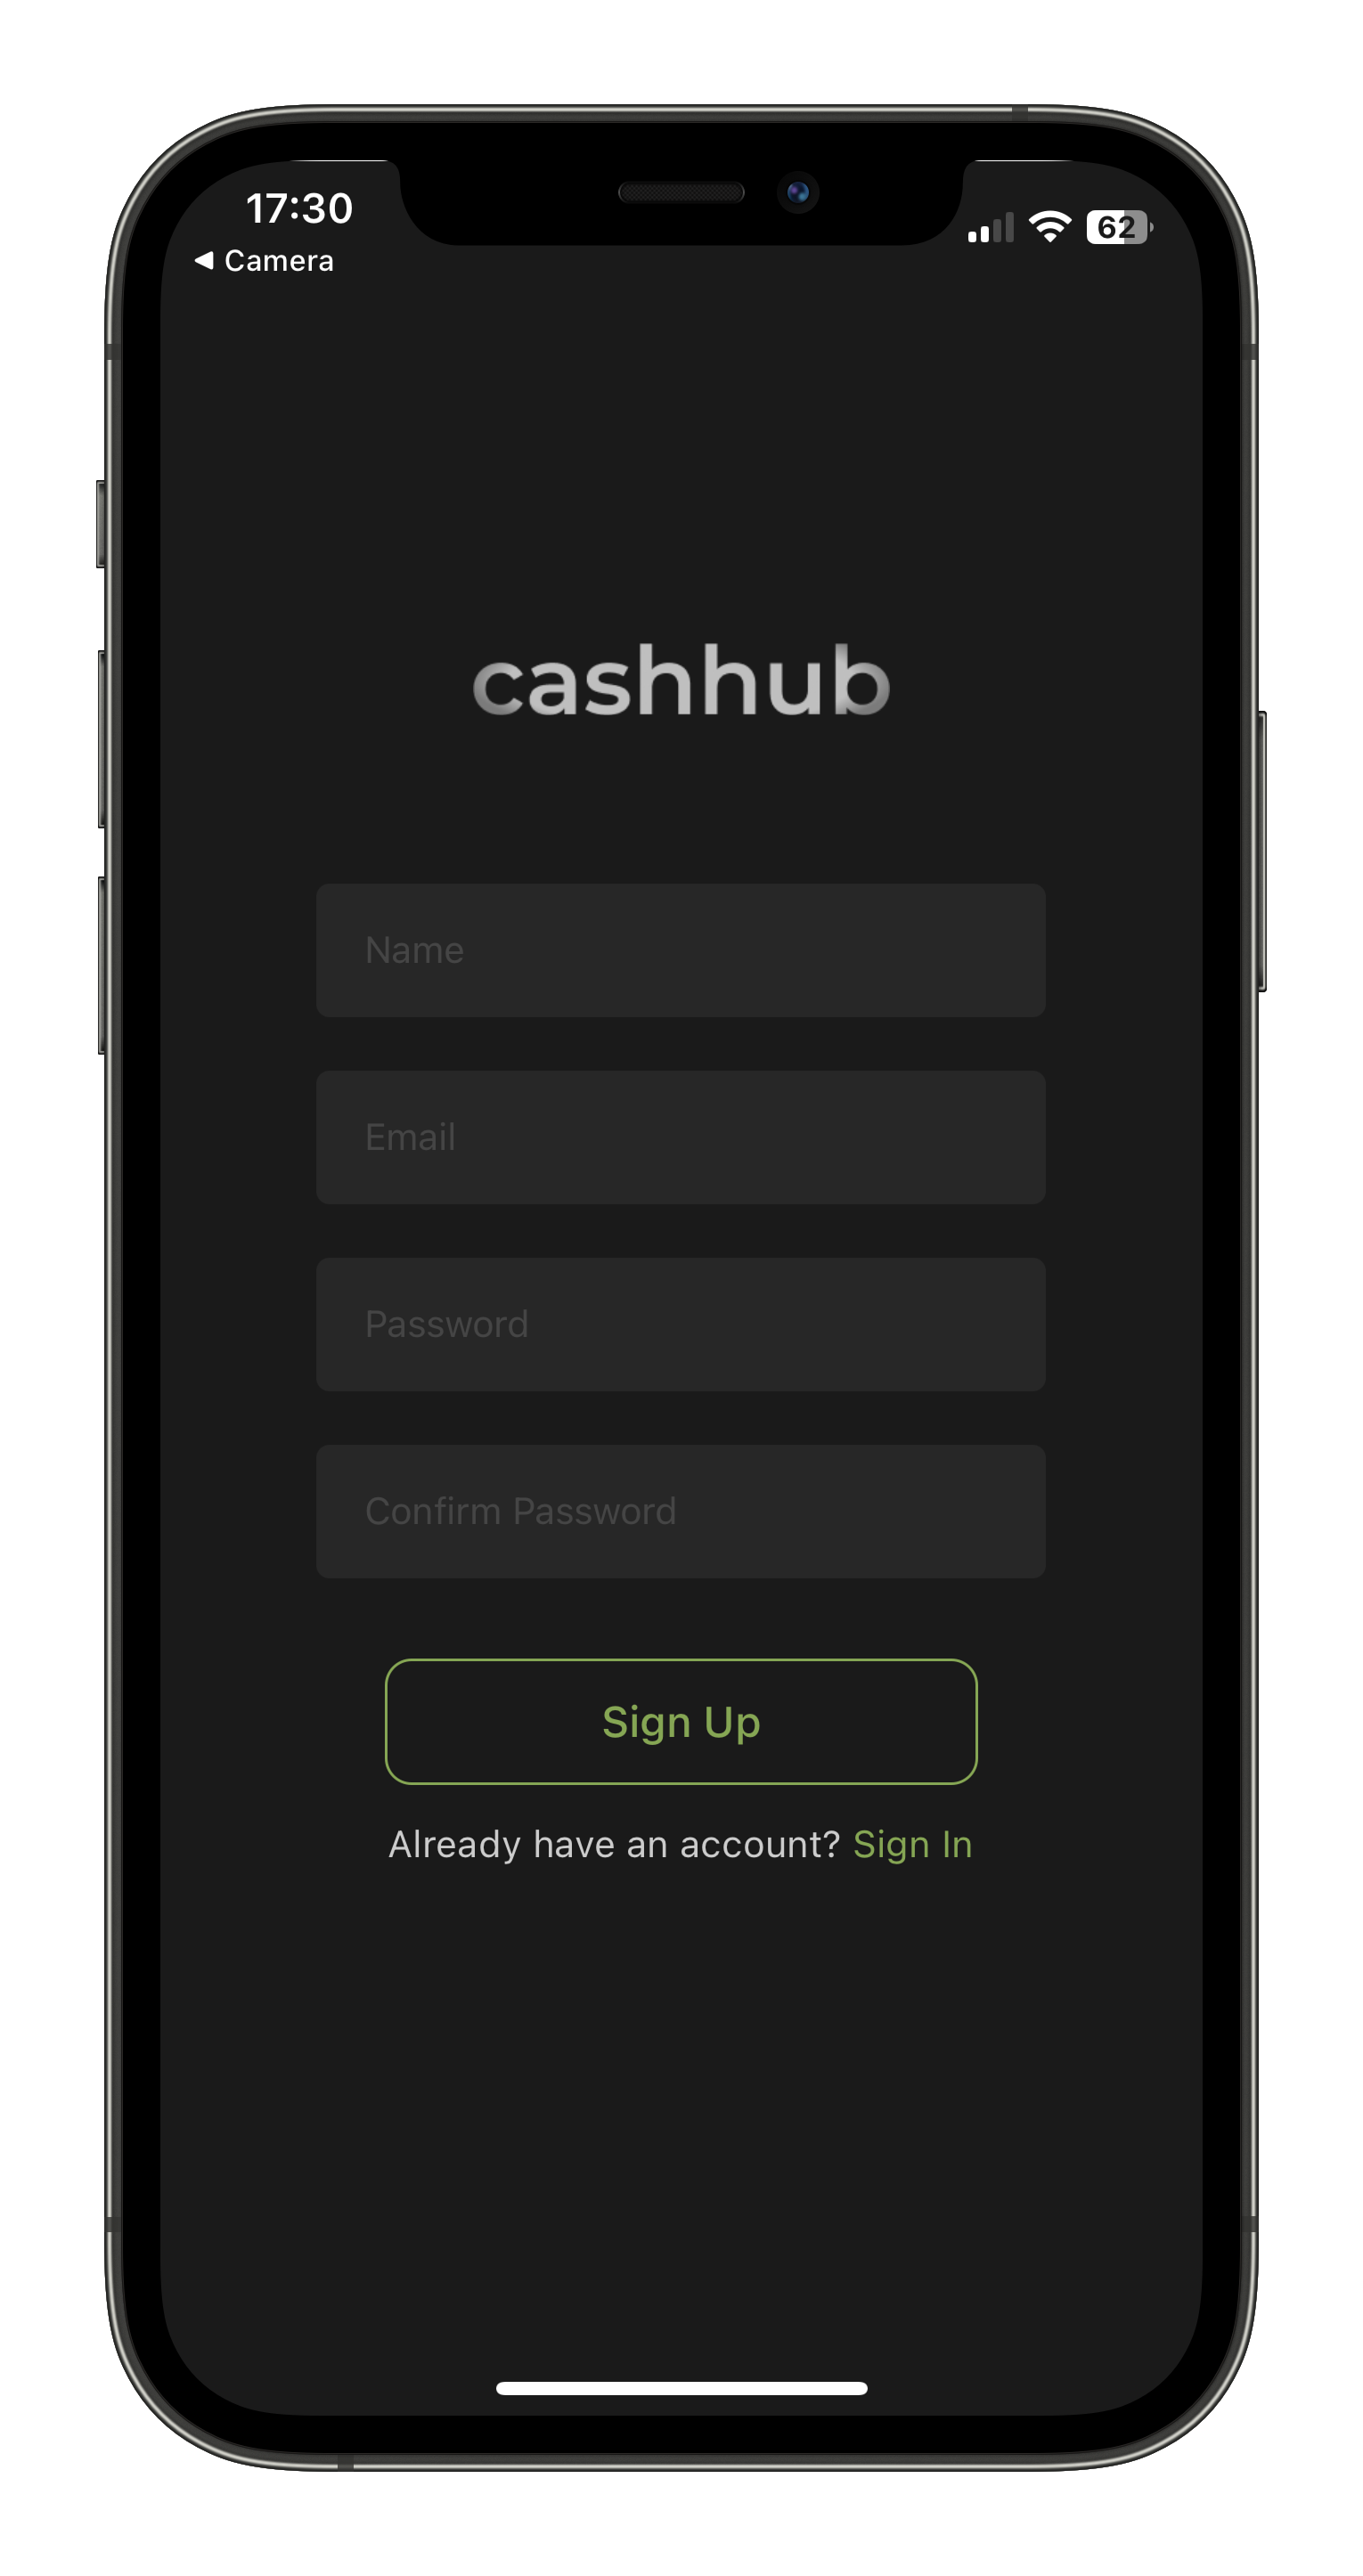 17:30
◀ Camera
62
cashhub
Name
Email
Password
Confirm Password
Sign Up
Already have an account? Sign In